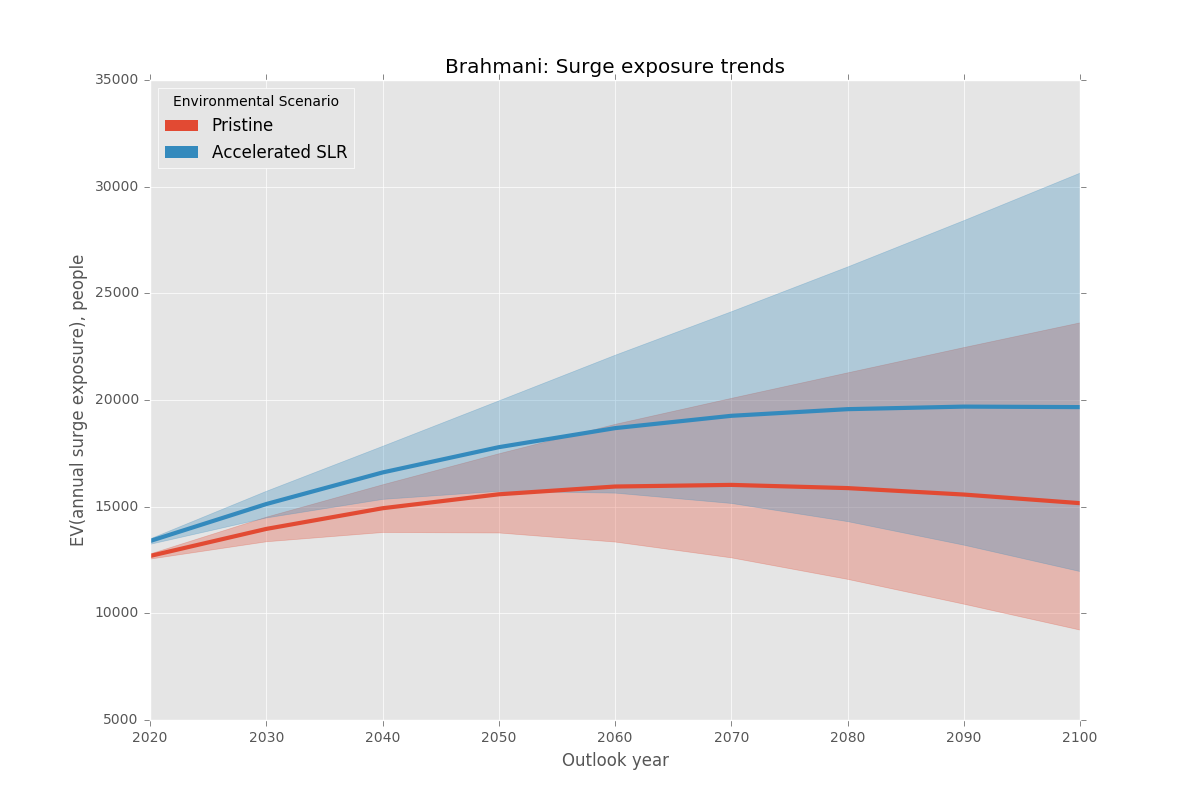 Brahmani: Surge exposure trends
35000
30000
25000
20000
15000
10000
5000
EV(annual surge exposure), people
Environmental Scenario
Pristine
Accelerated SLR
2020 2030 2040 2050 2060 2070 2080 2090 2100
Outlook year